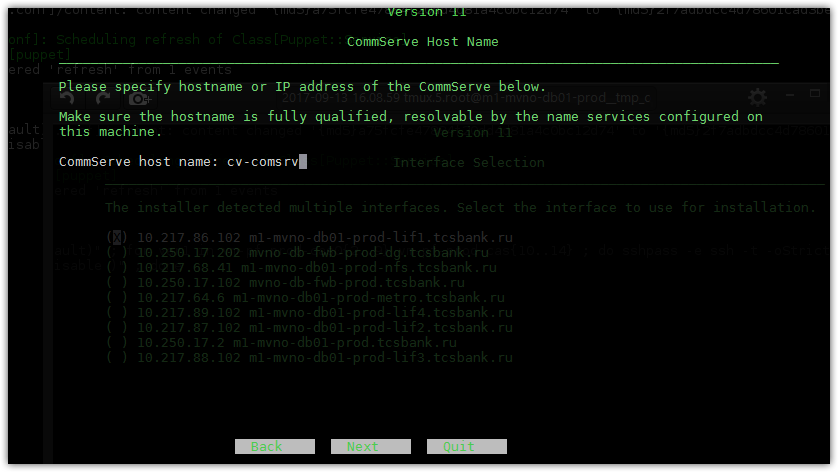 Version 11
CommServe Host Name
Please specify hostname or IP address of the CommServe below.
Make sure the hostname is fully qualified, resolvable by the name services configured on
this machine.
CommServe host name: cv-comsrv
onf]: Scheduling refresh of Class[Puppet::
[puppet]
ered 'refresh' from 1 events
2017-09-13 16.08.59 tmux.5:root@m1-mvno-db01-prod:_tmp_c
Version 11
Interface Selection
The installer detected multiple interfaces. Select the interface to use for installation.
(X) 10.217.86.102 m1-mvno-db01-prod-lif1.tcsbank.ru
( ) 10.250.17.202 mvno-db-fwb-prod-dg.tcsbank.ru
( ) 10.217.68.41 m1-mvno-db01-prod-nfs.tcsbank.ru
( ) 10.250.17.102 mvno-db-fwb-prod.tcsbank.ru
( ) 10.217.64.6 m1-mvno-db01-prod-metro.tcsbank.ru
( ) 10.217.89.102 m1-mvno-db01-prod-lif4.tcsbank.ru
( ) 10.217.87.102 m1-mvno-db01-prod-lif2.tcsbank.ru
( ) 10.250.17.2 m1-mvno-db01-prod.tcsbank.ru
( ) 10.217.88.102 m1-mvno-db01-prod-lif3.tcsbank.ru
Back Next Quit